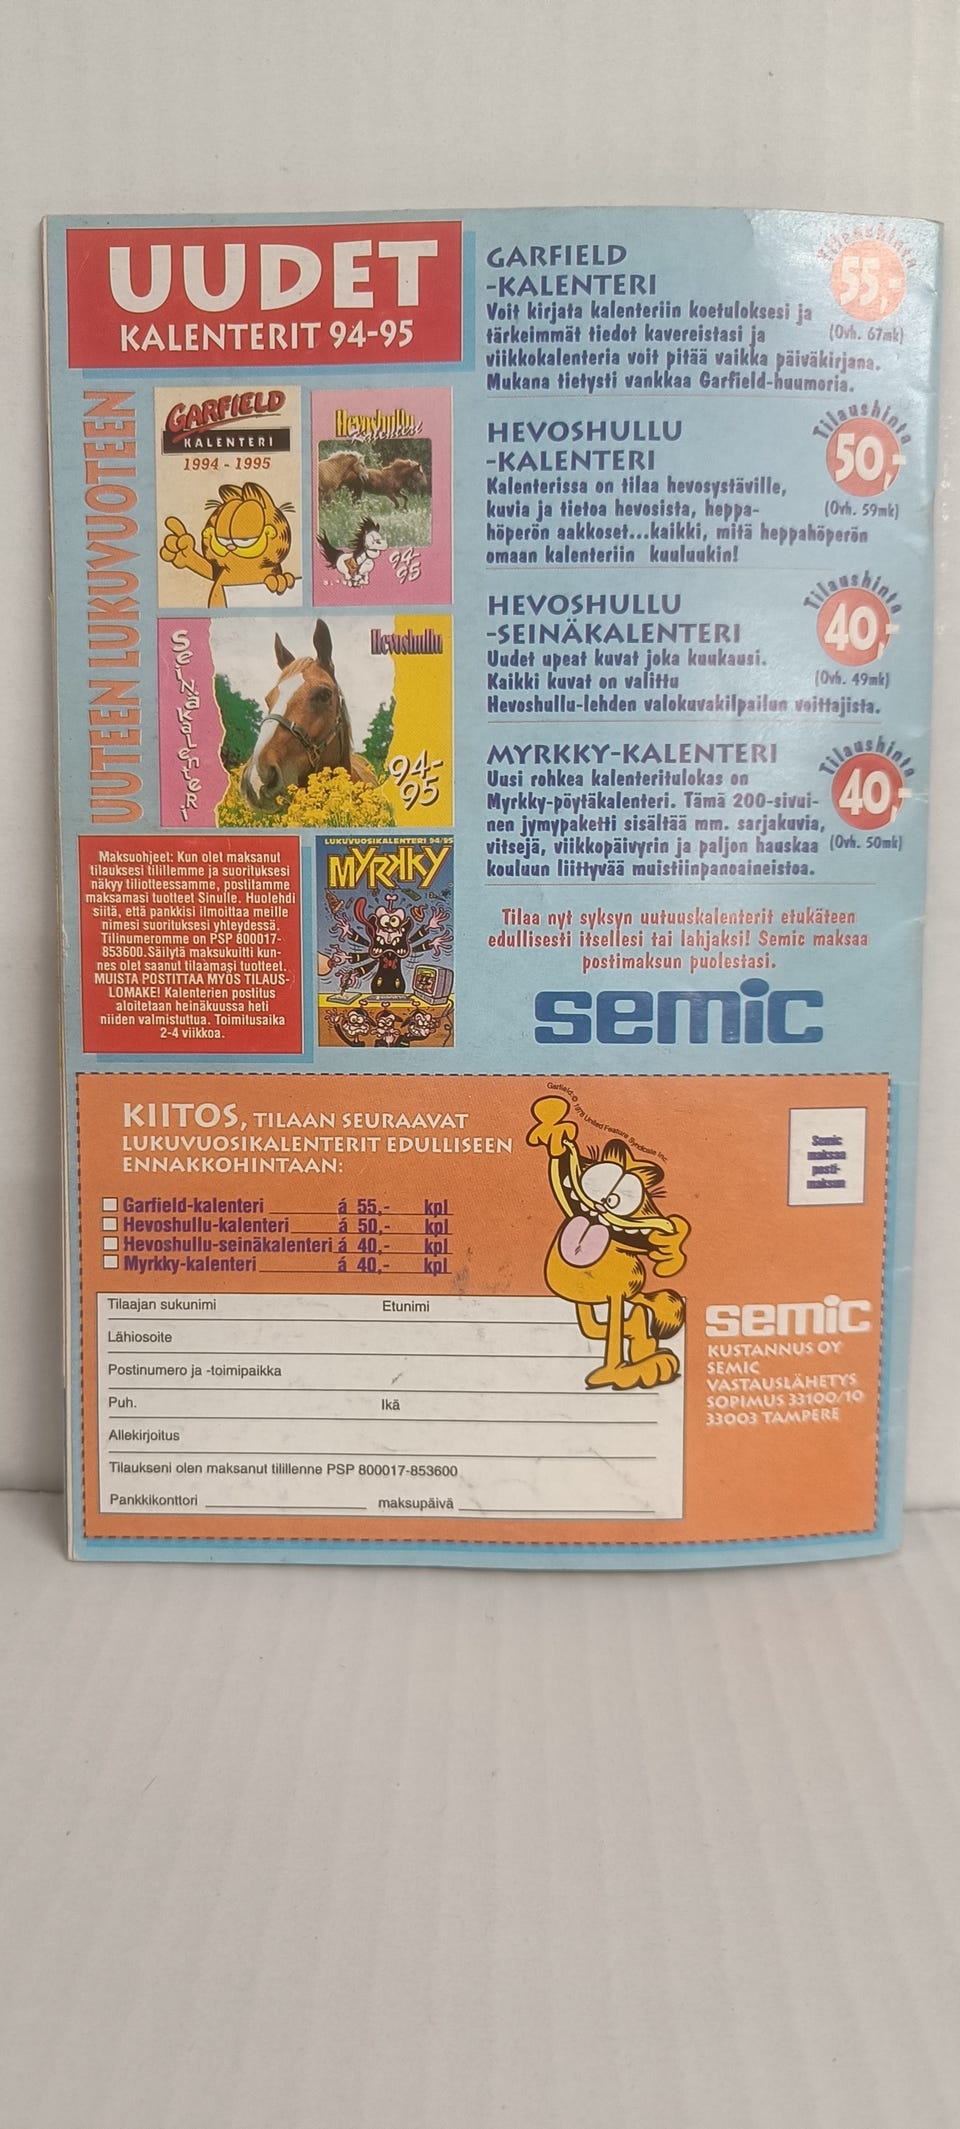 UUDET
KALENTERIT 94-95
UUTEEN LUKUVUOTEEN
GARFIELD
KALENTERI
1994 - 1995
Hevoshullu
Kalenteri
94-
95
Seinäkalenteri
Hevoshullu
94-
95
LUKUVUOSIKALENTERI 94/95
MYRKKY
Maksuohjeet: Kun olet maksanut
tilauksesi tilillemme ja suorituksesi
näkyy tiliotteessamme, postitamme
maksamasi tuotteet Sinulle. Huolehdi
siitä, että pankkisi ilmoittaa meille
nimesi suorituksesi yhteydessä.
Tilinumeromme on PSP 800017-
853600. Säilytä maksukuitti kun-
nes olet saanut tilaamasi tuotteet.
MUISTA POSTITTAA MYÖS TILAUS-
LOMAKE! Kalenterien postitus
aloitetaan heinäkuussa heti
niiden valmistuttua. Toimitusaika
2-4 viikkoa.
GARFIELD
-KALENTERI
Voit kirjata kalenteriin koetuloksesi ja
tärkeimmät tiedot kavereistasi ja
viikkokalenteria voit pitää vaikka päiväkirjana.
Mukana tietysti vankkaa Garfield-huumoria.
Tilaushinta
55,-
(Ovh. 67mk)
HEVOSHULLU
-KALENTERI
Kalenterissa on tilaa hevosystäville,
kuvia ja tietoa hevosista, heppa-
höperön aakkoset...kaikki, mitä heppahöperön
omaan kalenteriin kuuluukin!
Tilaushinta
50,-
(Ovh. 59mk)
HEVOSHULLU
-SEINÄKALENTERI
Uudet upeat kuvat joka kuukausi.
Kaikki kuvat on valittu
Hevoshullu-lehden valokuvakilpailun voittajista.
Tilaushinta
40,-
(Ovh. 49mk)
MYRKKY-KALENTERI
Uusi rohkea kalenteritulokas on
Myrkky-pöytäkalenteri. Tämä 200-sivui-
nen jymypaketti sisältää mm. sarjakuvia,
vitsejä, viikkopäivyrin ja paljon hauskaa
kouluun liittyvää muistiinpanoaineistoa.
Tilaushinta
40,-
(Ovh. 50mk)
Tilaa nyt syksyn uutuuskalenterit etukäteen
edullisesti itsellesi tai lahjaksi! Semic maksaa
postimaksun puolestasi.
semic
KIITOS, TILAAN SEURAAVAT
LUKUVUOSIKALENTERIT EDULLISEEN
ENNAKKOHINTAAN:
Garfield-kalenteri á 55,- kpl
Hevoshullu-kalenteri á 50,- kpl
Hevoshullu-seinäkalenteri á 40,- kpl
Myrkky-kalenteri á 40,- kpl
Garfield:© 1978 United Feature Syndicate Inc.
Semic
maksaa
posti-
maksun
Tilaajan sukunimi Etunimi
Lähiosoite
Postinumero ja -toimipaikka
Puh. Ikä
Allekirjoitus
Tilaukseni olen maksanut tilillenne PSP 800017-853600
Pankkikonttori maksupäivä
semic
KUSTANNUS OY
SEMIC
VASTAUSLÄHETYS
SOPIMUS 33100/10
33003 TAMPERE